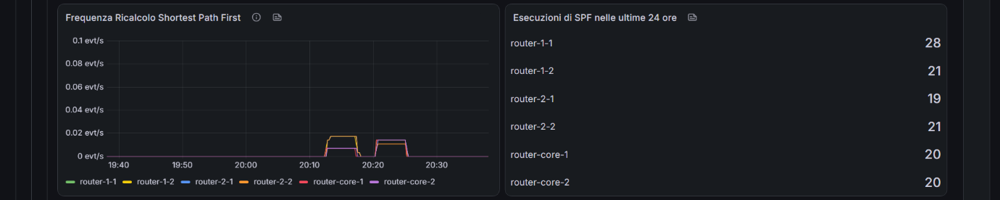 Frequenza Ricalcolo Shortest Path First
0.1 evt/s
0.08 evt/s
0.06 evt/s
0.04 evt/s
0.02 evt/s
0 evt/s
19:40 19:50 20:00 20:10 20:20 20:30
router-1-1 router-1-2 router-2-1 router-2-2 router-core-1 router-core-2
Esecuzioni di SPF nelle ultime 24 ore
router-1-1 28
router-1-2 21
router-2-1 19
router-2-2 21
router-core-1 20
router-core-2 20